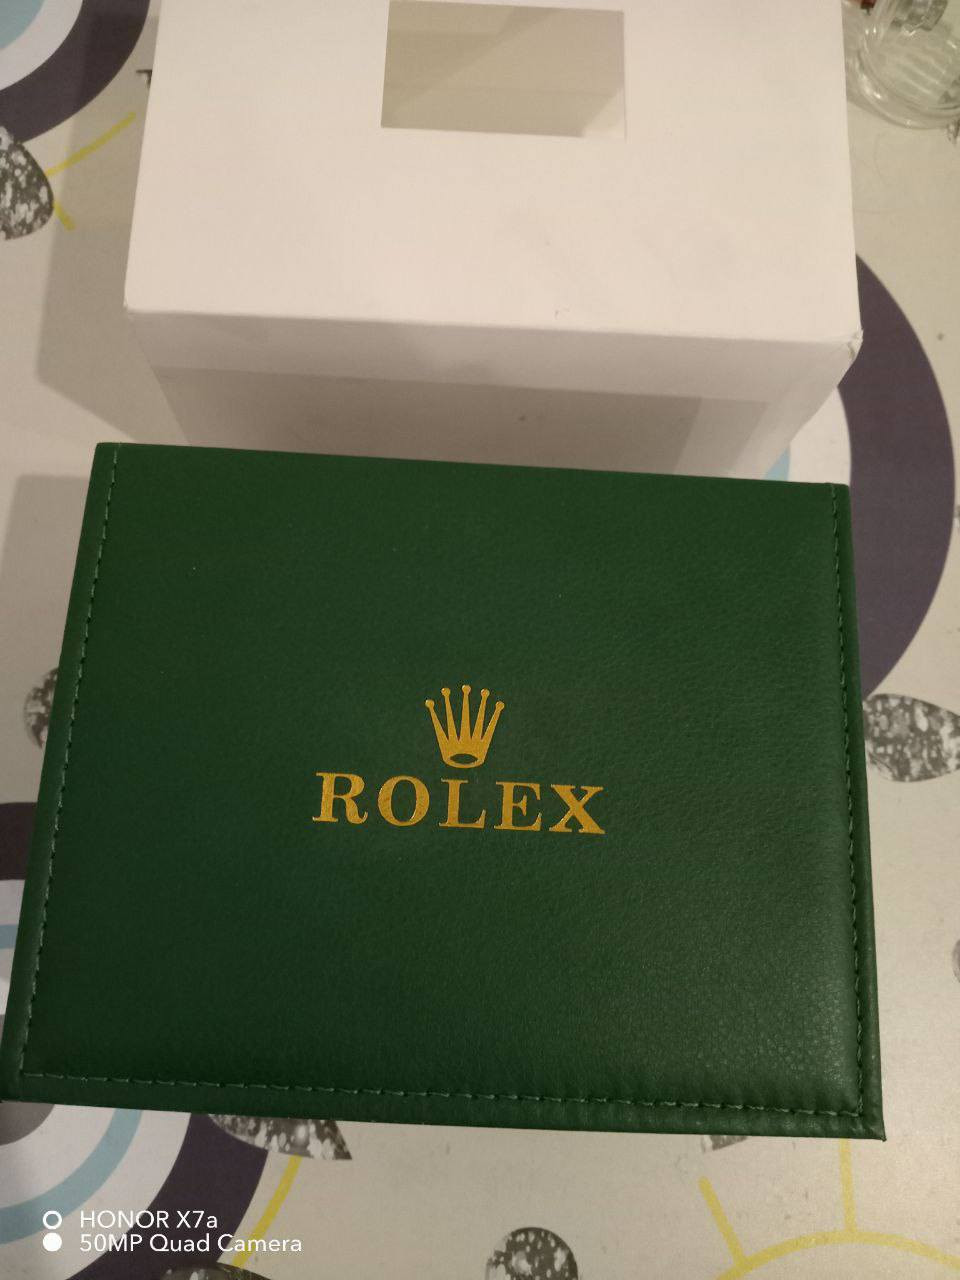 ROLEX
HONOR X7a
50MP Quad Camera